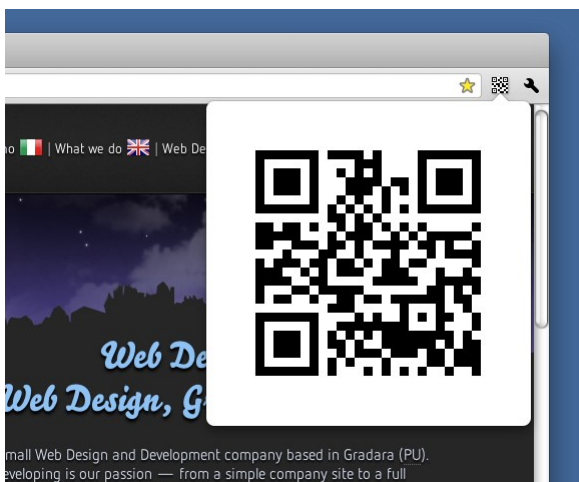 no | What we do | Web De
Web De
Web Design, G
mall Web Design and Development company based in Gradara (PU).
eveloping is our passion — from a simple company site to a full